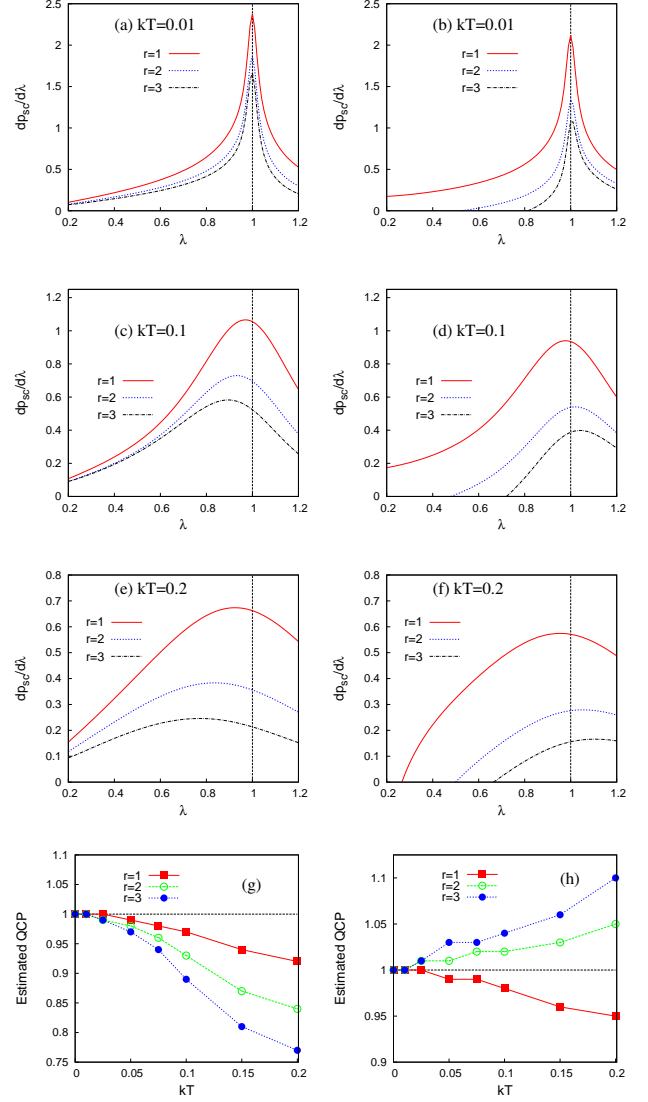 (a) kT=0.01
r=1
r=2
r=3
dp_sc/dλ
0
0.5
1
1.5
2
2.5
0.2 0.4 0.6 0.8 1 1.2
λ
(b) kT=0.01
r=1
r=2
r=3
dp_sc/dλ
0
0.5
1
1.5
2
2.5
0.2 0.4 0.6 0.8 1 1.2
λ
(c) kT=0.1
r=1
r=2
r=3
dp_sc/dλ
0
0.2
0.4
0.6
0.8
1
1.2
0.2 0.4 0.6 0.8 1 1.2
λ
(d) kT=0.1
r=1
r=2
r=3
dp_sc/dλ
0
0.2
0.4
0.6
0.8
1
1.2
0.2 0.4 0.6 0.8 1 1.2
λ
(e) kT=0.2
r=1
r=2
r=3
dp_sc/dλ
0
0.1
0.2
0.3
0.4
0.5
0.6
0.7
0.8
0.2 0.4 0.6 0.8 1 1.2
λ
(f) kT=0.2
r=1
r=2
r=3
dp_sc/dλ
0
0.1
0.2
0.3
0.4
0.5
0.6
0.7
0.8
0.2 0.4 0.6 0.8 1 1.2
λ
(g)
r=1
r=2
r=3
Estimated QCP
0.75
0.8
0.85
0.9
0.95
1
1.05
1.1
0 0.05 0.1 0.15 0.2
kT
(h)
r=1
r=2
r=3
Estimated QCP
0.9
0.95
1
1.05
1.1
0 0.05 0.1 0.15 0.2
kT